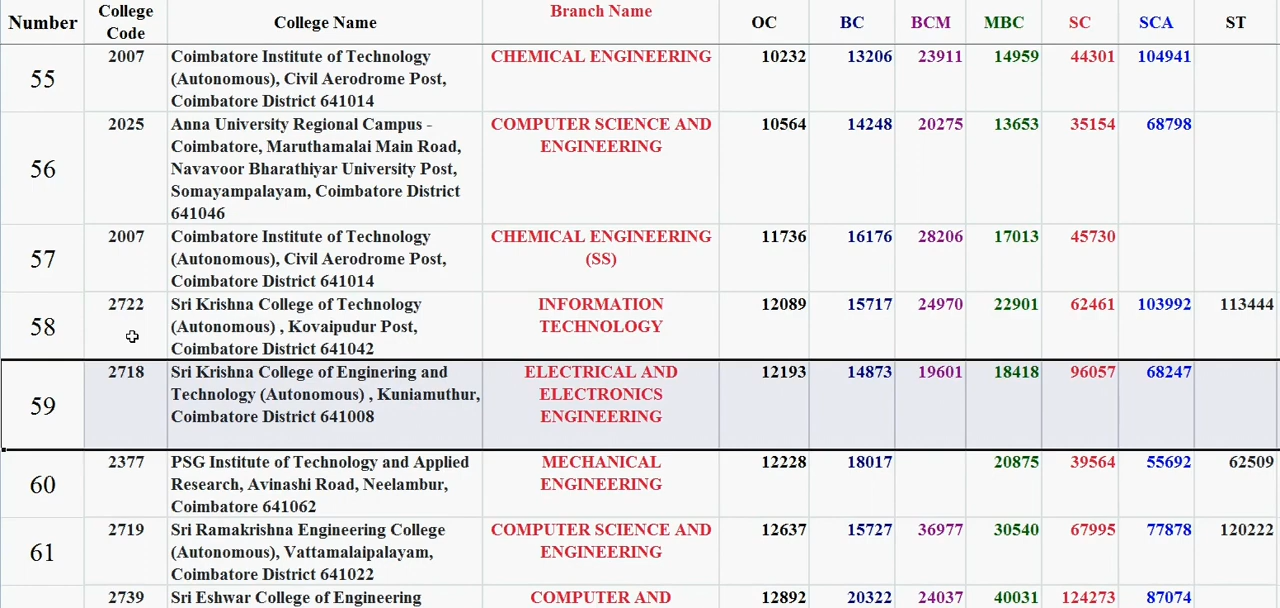 Number College Code College Name Branch Name OC BC BCM MBC SC SCA ST
55 2007 Coimbatore Institute of Technology CHEMICAL ENGINEERING 10232 13206 23911 14959 44301 104941
(Autonomous), Civil Aerodrome Post,
Coimbatore District 641014
56 2025 Anna University Regional Campus - COMPUTER SCIENCE AND 10564 14248 20275 13653 35154 68798
Coimbatore, Maruthamalai Main Road, ENGINEERING
Navavoor Bharathiyar University Post,
Somayampalayam, Coimbatore District
641046
57 2007 Coimbatore Institute of Technology CHEMICAL ENGINEERING 11736 16176 28206 17013 45730
(Autonomous), Civil Aerodrome Post, (SS)
Coimbatore District 641014
58 2722 Sri Krishna College of Technology INFORMATION 12089 15717 24970 22901 62461 103992 113444
(Autonomous) , Kovaipudur Post, TECHNOLOGY
Coimbatore District 641042
59 2718 Sri Krishna College of Enginering and ELECTRICAL AND 12193 14873 19601 18418 96057 68247
Technology (Autonomous) , Kuniamuthur, ELECTRONICS
Coimbatore District 641008 ENGINEERING
60 2377 PSG Institute of Technology and Applied MECHANICAL 12228 18017 20875 39564 55692 62509
Research, Avinashi Road, Neelambur, ENGINEERING
Coimbatore 641062
61 2719 Sri Ramakrishna Engineering College COMPUTER SCIENCE AND 12637 15727 36977 30540 67995 77878 120222
(Autonomous), Vattamalaipalayam, ENGINEERING
Coimbatore District 641022
2739 Sri Eshwar College of Engineering COMPUTER AND 12892 20322 24037 40031 124273 87074